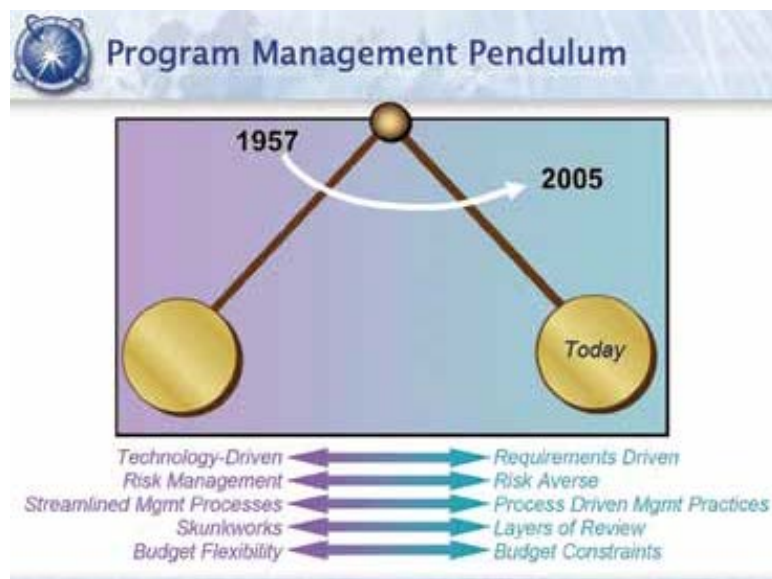 Program Management Pendulum
1957
2005
Today
Technology-Driven Requirements Driven
Risk Management Risk Averse
Streamlined Mgmt Processes Process Driven Mgmt Practices
Skunkworks Layers of Review
Budget Flexibility Budget Constraints